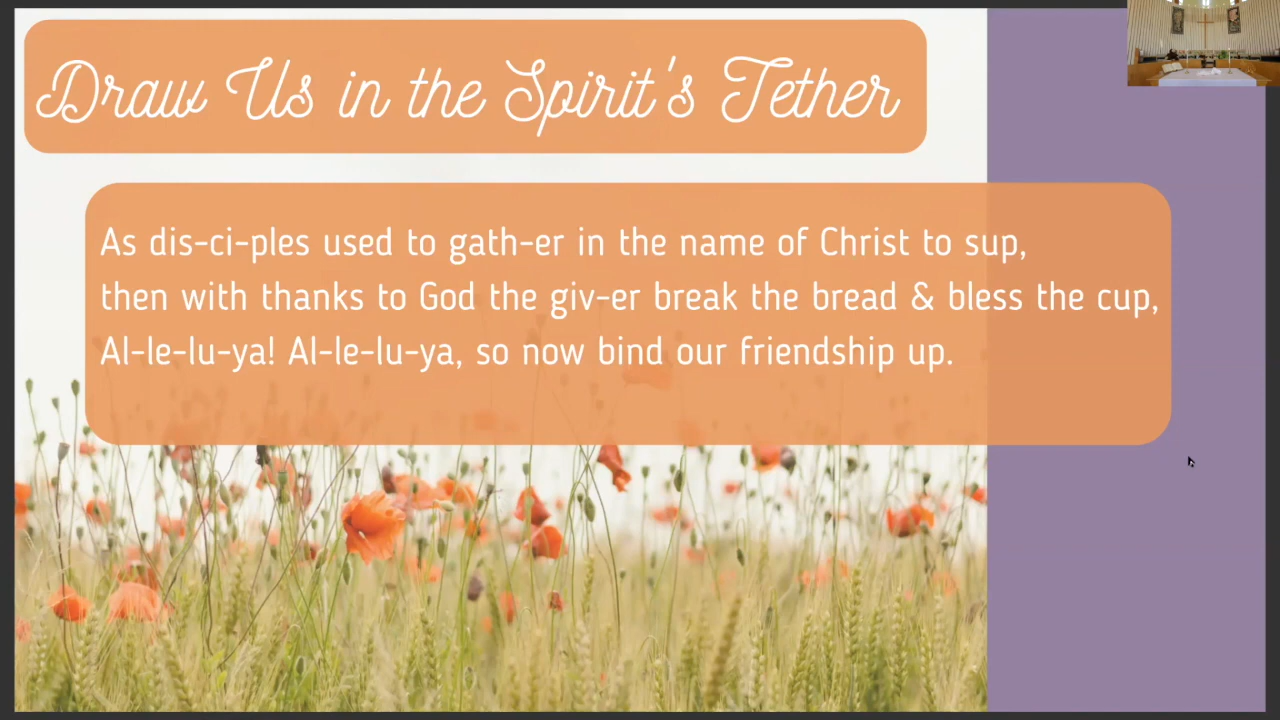 Draw Us in the Spirit's Tether
As dis-ci-ples used to gath-er in the name of Christ to sup,
then with thanks to God the giv-er break the bread & bless the cup,
Al-le-lu-ya! Al-le-lu-ya, so now bind our friendship up.